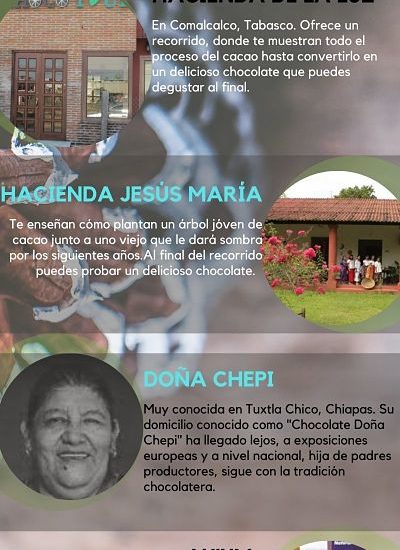 HACIENDA DE LA LUZ
En Comalcalco, Tabasco. Ofrece un
recorrido, donde te muestran todo el
proceso del cacao hasta convertirlo en
un delicioso chocolate que puedes
degustar al final.
HACIENDA JESÚS MARÍA
Te enseñan cómo plantan un árbol jóven de
cacao junto a uno viejo que le dará sombra
por los siguientes años.Al final del recorrido
puedes probar un delicioso chocolate.
DOÑA CHEPI
Muy conocida en Tuxtla Chico, Chiapas. Su
domicilio conocido como "Chocolate Doña
Chepi" ha llegado lejos, a exposiciones
europeas y a nivel nacional, hija de padres
productores, sigue con la tradición
chocolatera.